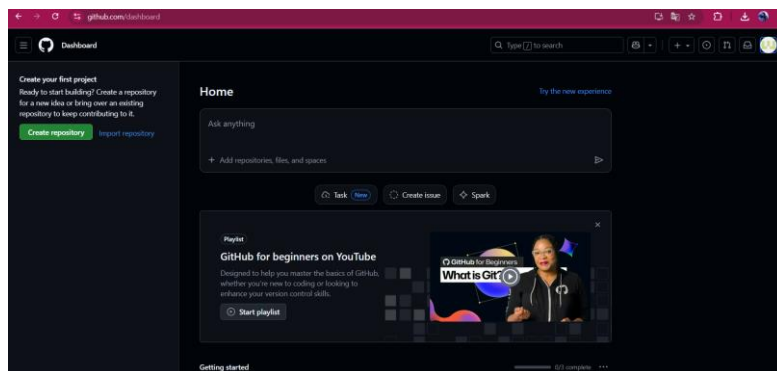 github.com/dashboard
Dashboard
Type / to search
Create your first project
Ready to start building? Create a repository
for a new idea or bring over an existing
repository to keep contributing to it.
Create repository
Import repository
Home
Try the new experience
Ask anything
+ Add repositories, files, and spaces
Task New
Create issue
Spark
Playlist
GitHub for beginners on YouTube
Designed to help you master the basics of GitHub,
whether you're new to coding or looking to
enhance your version control skills.
Start playlist
GitHub for Beginners
What is Git?
Getting started
0/3 complete